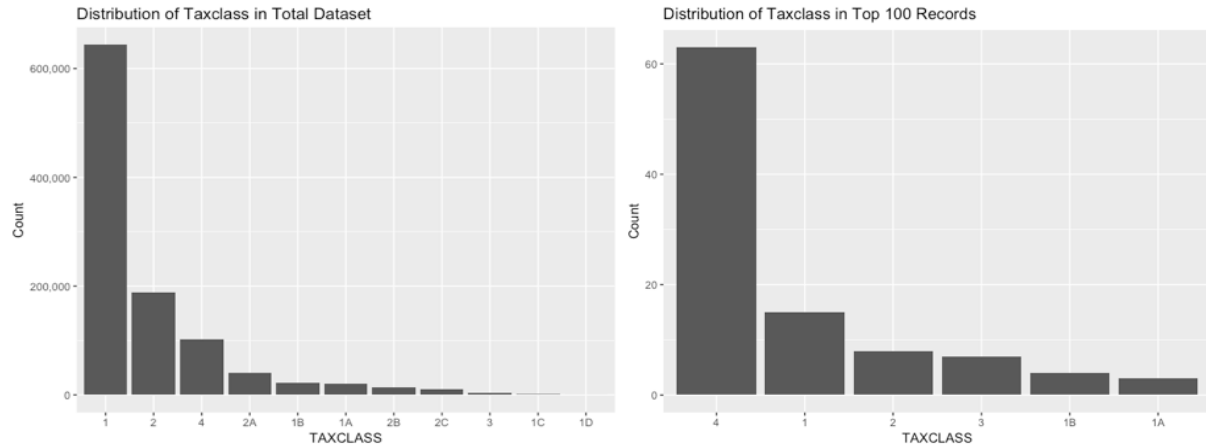 Distribution of Taxclass in Total Dataset
600,000
400,000
200,000
0
Count
1 2 4 2A 1B 1A 2B 2C 3 1C 1D
TAXCLASS
Distribution of Taxclass in Top 100 Records
60
40
20
0
Count
4 1 2 3 1B 1A
TAXCLASS